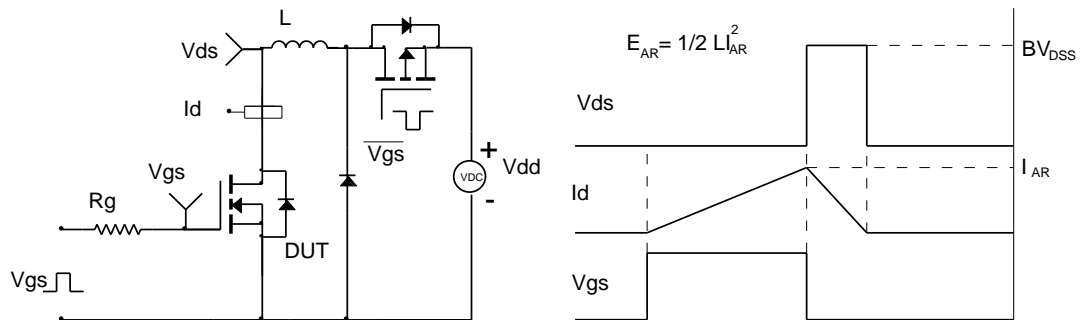 L
E_AR = 1/2 LI_AR^2
BV_DSS
Vds
Vds
Id
Vgs
+
Vdd
VDC
-
I_AR
Vgs
Id
Rg
DUT
Vgs
Vgs